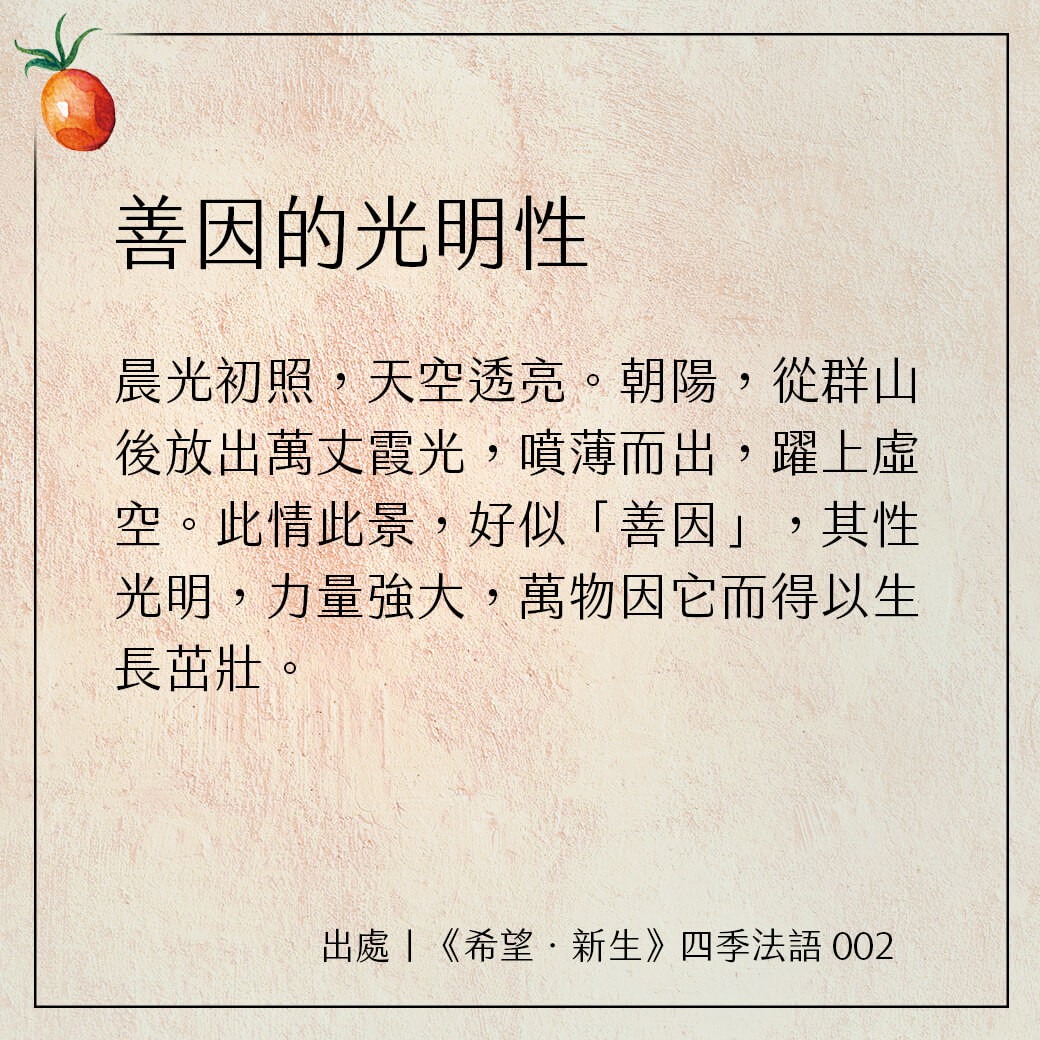 善因的光明性
晨光初照，天空透亮。朝陽，從群山
後放出萬丈霞光，噴薄而出，躍上虛
空。此情此景，好似「善因」，其性
光明，力量強大，萬物因它而得以生
長茁壯。
出處｜《希望．新生》四季法語 002